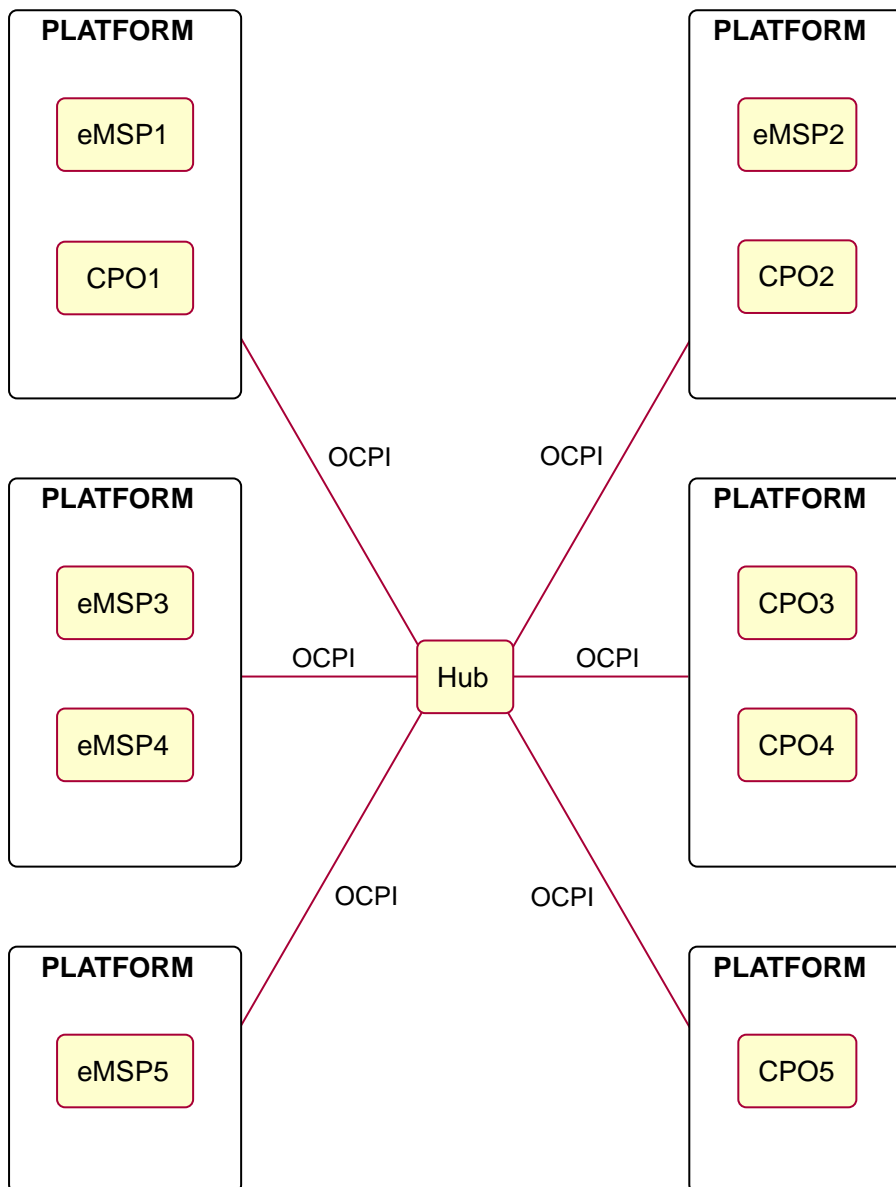 PLATFORM
eMSP1
CPO1
PLATFORM
eMSP2
CPO2
OCPI
OCPI
PLATFORM
eMSP3
eMSP4
OCPI
Hub
OCPI
PLATFORM
CPO3
CPO4
OCPI
OCPI
PLATFORM
eMSP5
PLATFORM
CPO5